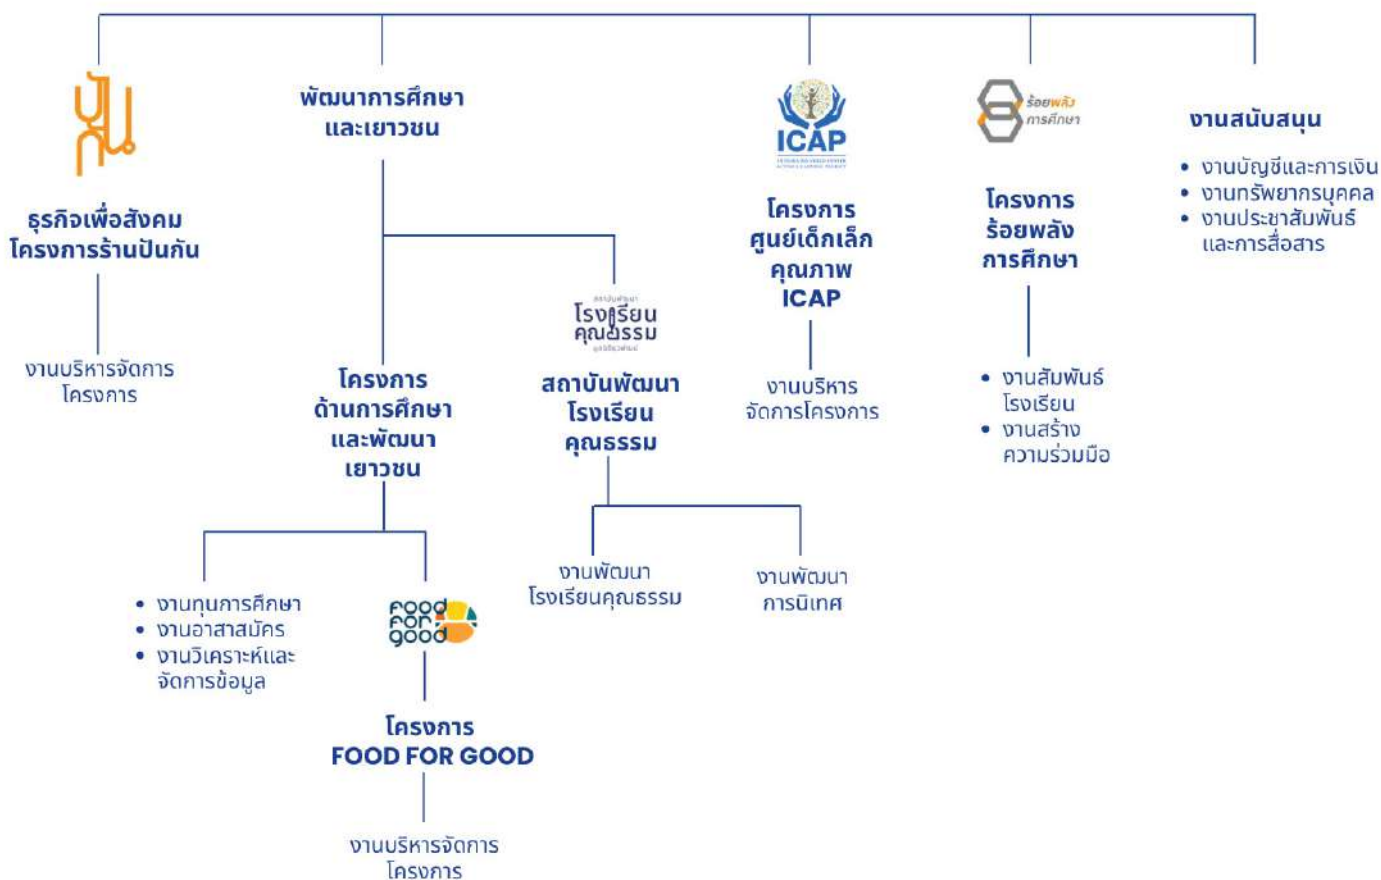 ปันกัน
ธุรกิจเพื่อสังคม
โครงการร้านปันกัน
งานบริหารจัดการ
โครงการ
พัฒนาการศึกษา
และเยาวชน
โครงการ
ด้านการศึกษา
และพัฒนา
เยาวชน
งานทุนการศึกษา
งานอาสาสมัคร
งานวิเคราะห์และ
จัดการข้อมูล
FOOD
FOR
good
โครงการ
FOOD FOR GOOD
งานบริหารจัดการ
โครงการ
สถาบันพัฒนา
โรงเรียน
คุณธรรม
สถาบันพัฒนา
โรงเรียน
คุณธรรม
งานพัฒนา
โรงเรียนคุณธรรม
งานพัฒนา
การนิเทศ
ICAP
โครงการ
ศูนย์เด็กเล็ก
คุณภาพ
ICAP
งานบริหาร
จัดการโครงการ
ร้อยพลัง
การศึกษา
โครงการ
ร้อยพลัง
การศึกษา
งานสัมพันธ์
โรงเรียน
งานสร้าง
ความร่วมมือ
งานสนับสนุน
งานบัญชีและการเงิน
งานทรัพยากรบุคคล
งานประชาสัมพันธ์
และการสื่อสาร